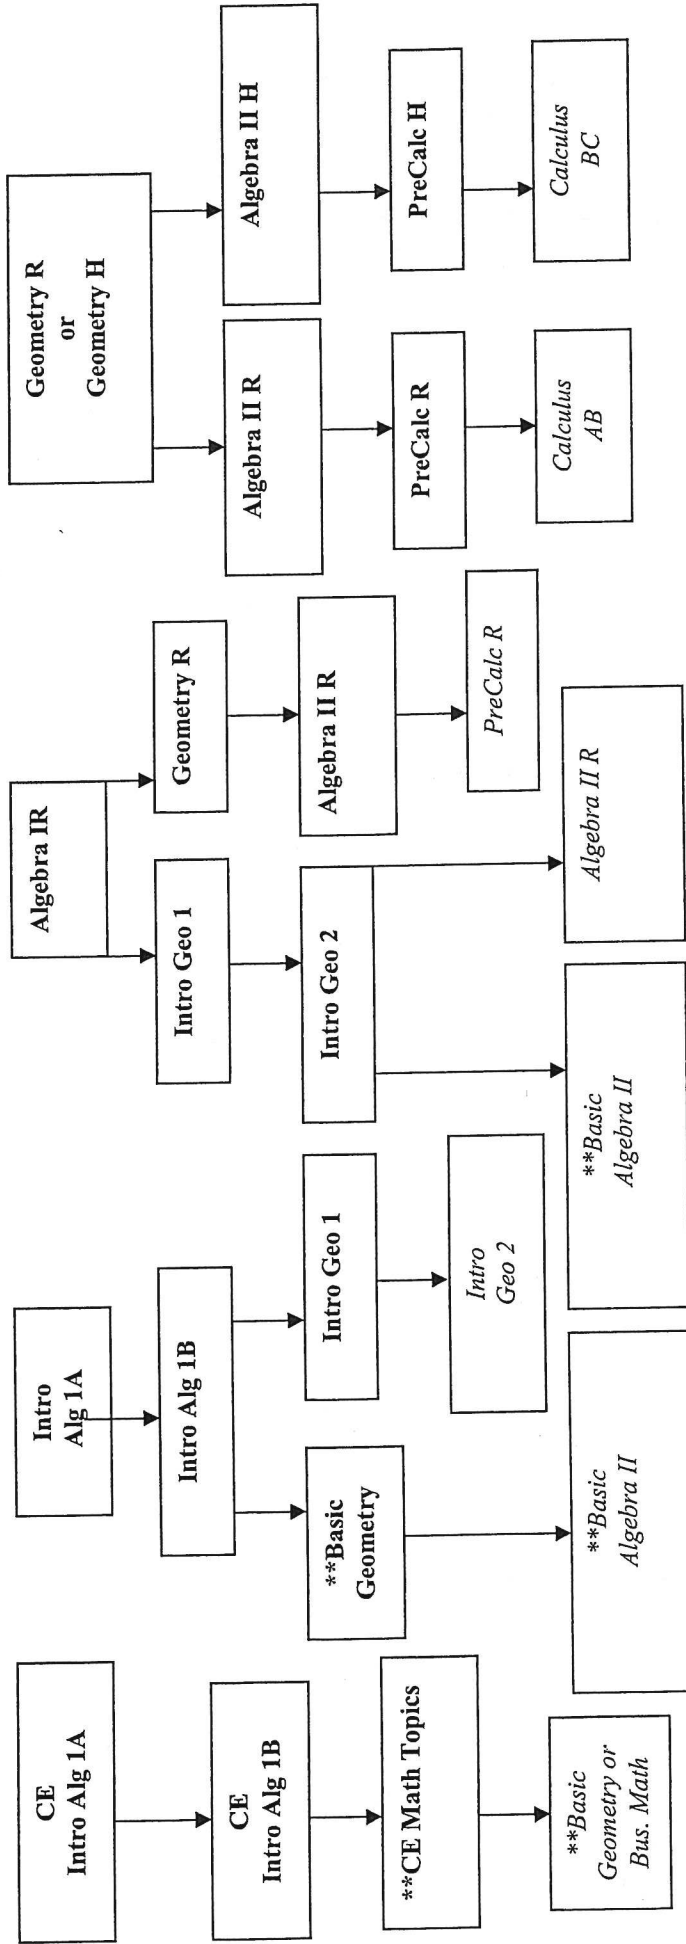 CE
Intro Alg 1A
CE
Intro Alg 1B
**CE Math Topics
**Basic
Geometry or
Bus. Math
Intro
Alg 1A
Intro Alg 1B
**Basic
Geometry
**Basic
Algebra II
Intro Geo 1
Intro
Geo 2
Algebra IR
Intro Geo 1
Intro Geo 2
**Basic
Algebra II
Algebra II R
Geometry R
Algebra II R
PreCalc R
Geometry R
or
Geometry H
Algebra II R
PreCalc R
Calculus
AB
Algebra II H
PreCalc H
Calculus
BC